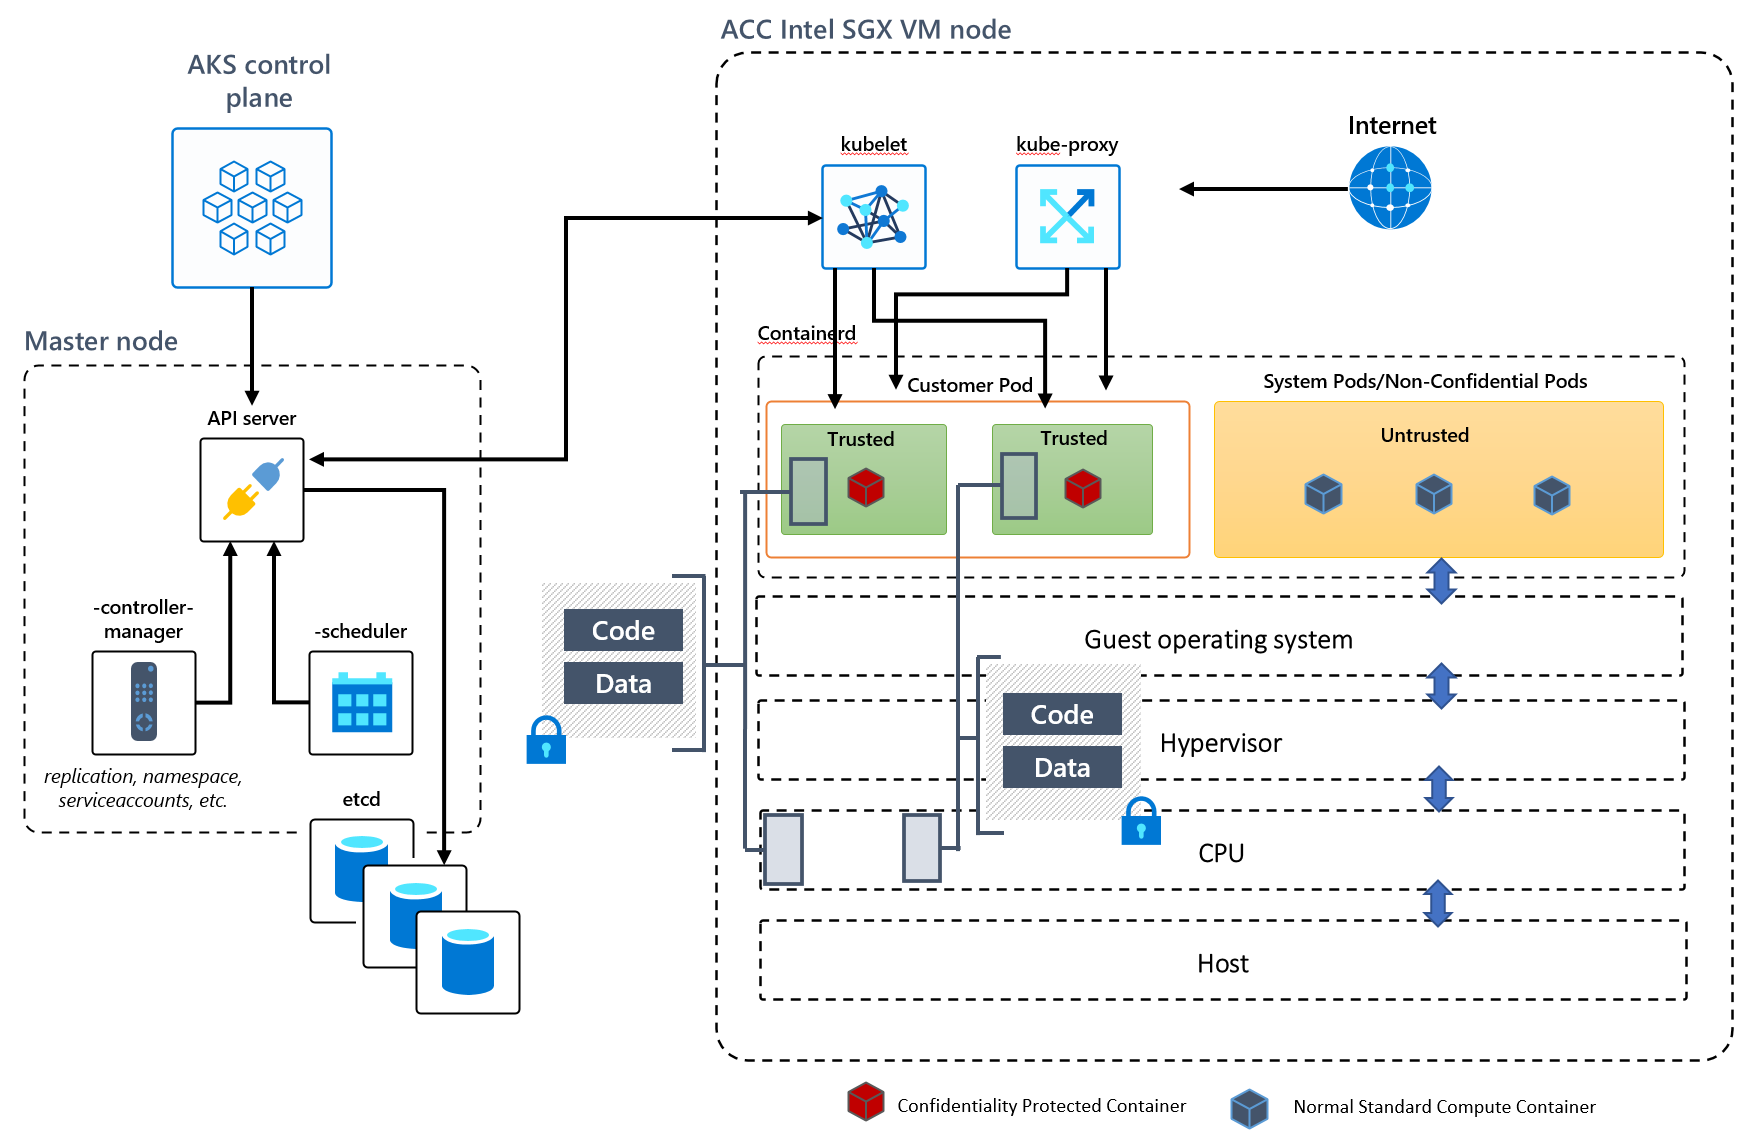 ACC Intel SGX VM node
AKS control
plane
Internet
kubelet
kube-proxy
Containerd
Master node
API server
Customer Pod
System Pods/Non-Confidential Pods
Trusted
Trusted
Untrusted
-controller-
manager
-scheduler
Code
Data
Guest operating system
Code
Data
Hypervisor
replication, namespace,
serviceaccounts, etc.
etcd
CPU
Host
Confidentiality Protected Container
Normal Standard Compute Container